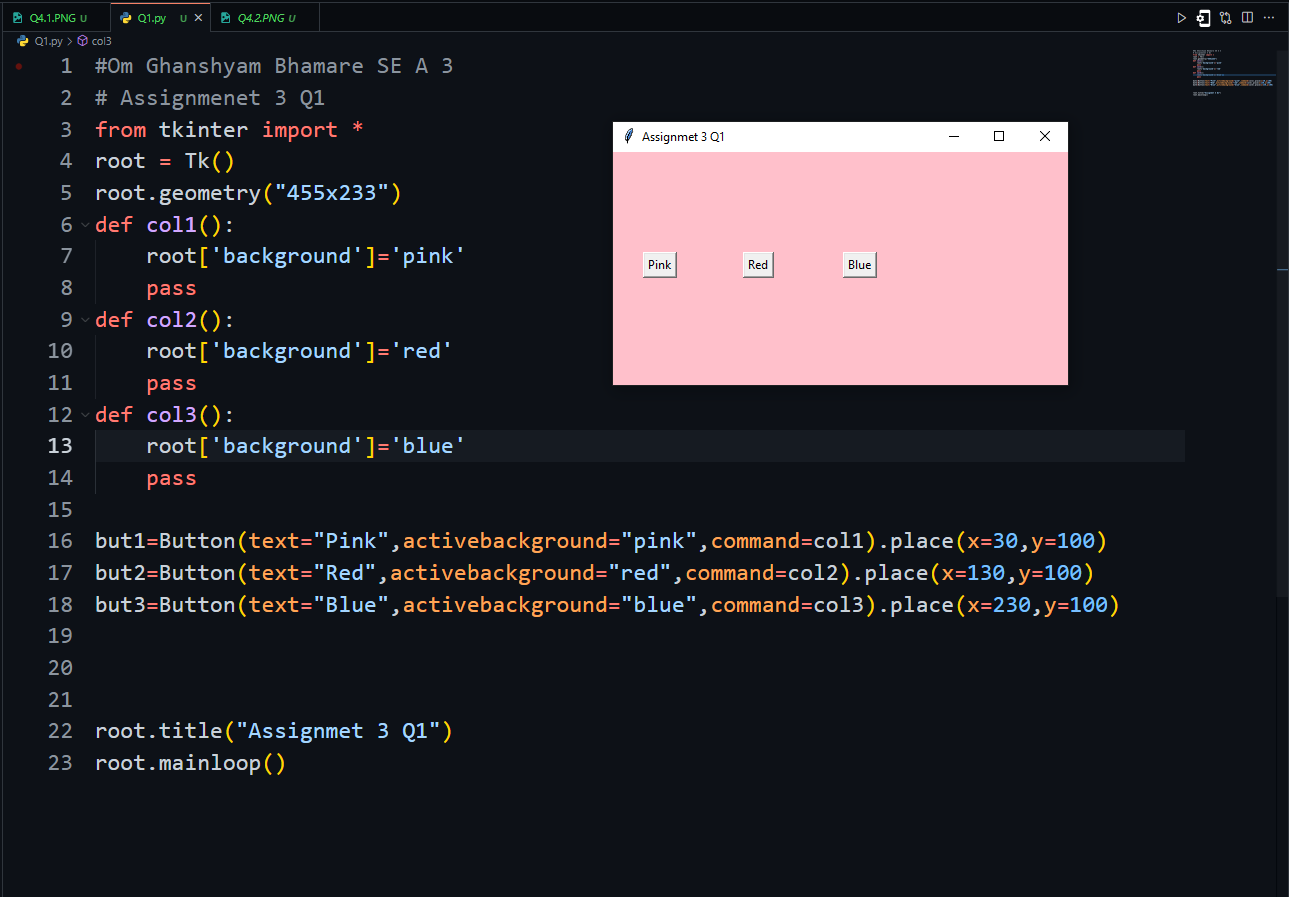 Q4.1.PNG U Q1.py U Q4.2.PNG U
Q1.py > col3
1 #Om Ghanshyam Bhamare SE A 3
2 # Assignmenet 3 Q1
3 from tkinter import *
4 root = Tk()
5 root.geometry("455x233")
6 def col1():
7 root['background']='pink'
8 pass
9 def col2():
10 root['background']='red'
11 pass
12 def col3():
13 root['background']='blue'
14 pass
15
16 but1=Button(text="Pink",activebackground="pink",command=col1).place(x=30,y=100)
17 but2=Button(text="Red",activebackground="red",command=col2).place(x=130,y=100)
18 but3=Button(text="Blue",activebackground="blue",command=col3).place(x=230,y=100)
19
20
21
22 root.title("Assignmet 3 Q1")
23 root.mainloop()
Assignmet 3 Q1
Pink Red Blue